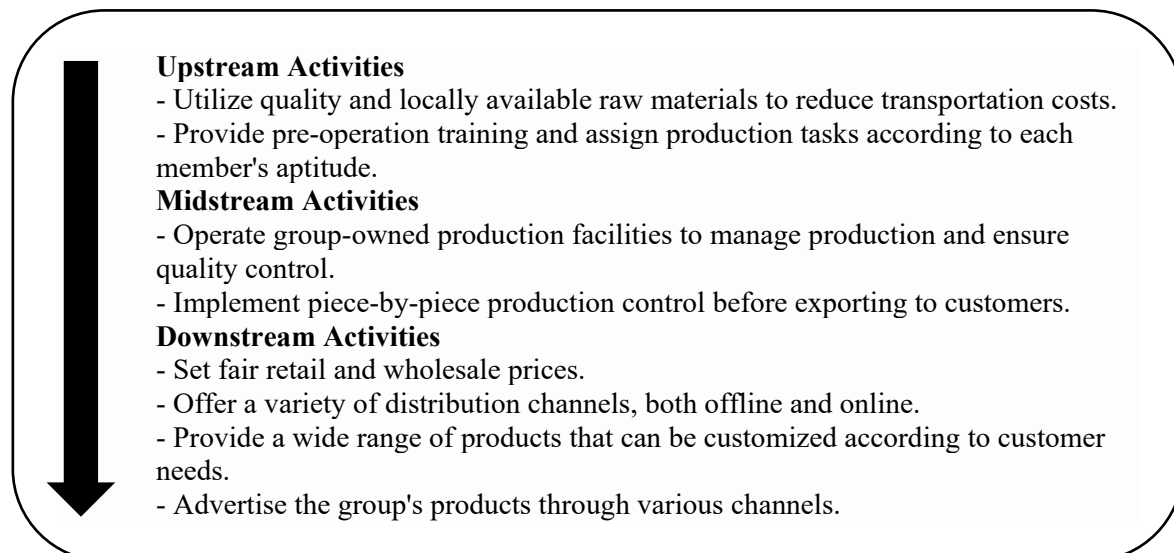 Upstream Activities
- Utilize quality and locally available raw materials to reduce transportation costs.
- Provide pre-operation training and assign production tasks according to each
member's aptitude.
Midstream Activities
- Operate group-owned production facilities to manage production and ensure
quality control.
- Implement piece-by-piece production control before exporting to customers.
Downstream Activities
- Set fair retail and wholesale prices.
- Offer a variety of distribution channels, both offline and online.
- Provide a wide range of products that can be customized according to customer
needs.
- Advertise the group's products through various channels.